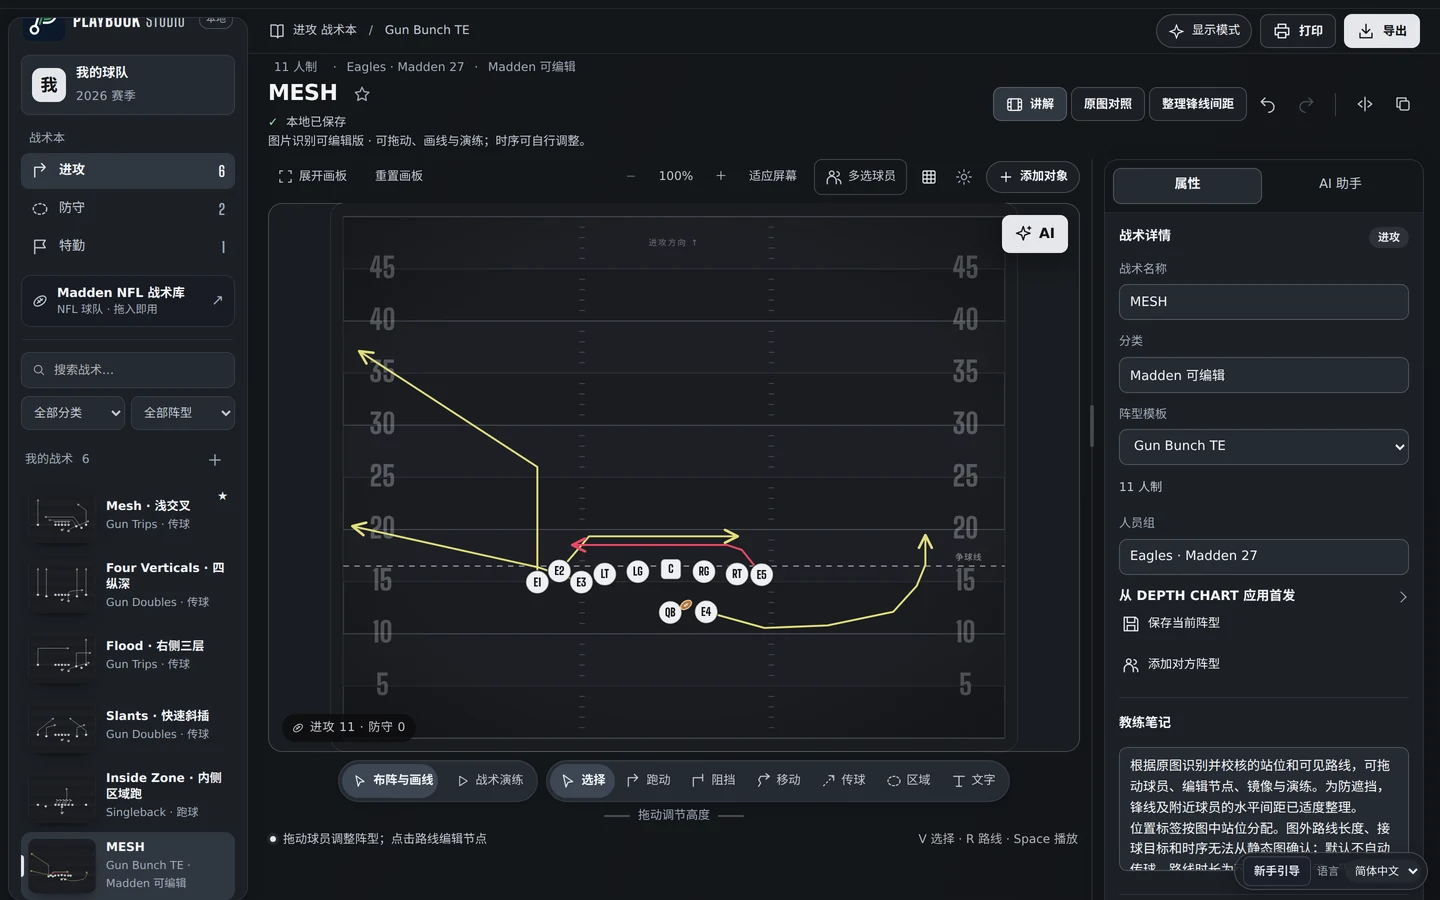 PLAYBOOK STUDIO 本地
我 我的球队
2026 赛季
战术本
进攻 6
防守 2
特勤 1
Madden NFL 战术库
NFL 球队 · 拖入即用 ↗
搜索战术...
全部分类 全部阵型
我的战术 6 +
Mesh · 浅交叉 ★
Gun Trips · 传球
Four Verticals · 四
纵深
Gun Doubles · 传球
Flood · 右侧三层
Gun Trips · 传球
Slants · 快速斜插
Gun Doubles · 传球
Inside Zone · 内侧
区域跑
Singleback · 跑球
MESH
Gun Bunch TE ·
Madden 可编辑
进攻 战术本 / Gun Bunch TE
显示模式 打印 导出
11 人制 · Eagles · Madden 27 · Madden 可编辑
MESH
✓ 本地已保存
图片识别可编辑版 · 可拖动、画线与演练；时序可自行调整。
讲解 原图对照 整理锋线间距
展开画板 重置画板 − 100% + 适应屏幕 多选球员 + 添加对象
进攻方向 ↑
AI
45 45
40 40
35 35
30 30
25 25
20 20
争球线
15 15
E1 E2 E3 LT LG C RG RT E5
QB E4
10 10
5 5
进攻 11 · 防守 0
布阵与画线 战术演练 选择 跑动 阻挡 移动 传球 区域 文字
拖动调节高度
拖动球员调整阵型；点击路线编辑节点 V 选择 · R 路线 · Space 播放
属性 AI 助手
战术详情 进攻
战术名称
MESH
分类
Madden 可编辑
阵型模板
Gun Bunch TE
11 人制
人员组
Eagles · Madden 27
从 DEPTH CHART 应用首发
保存当前阵型
添加对方阵型
教练笔记
根据原图识别并校核的站位和可见路线，可拖
动球员、编辑节点、镜像与演练。为防遮挡，
锋线及附近球员的水平间距已适度整理。
位置标签按图中站位分配。图外路线长度、接
球目标和时序无法从静态图确认；默认不自动
传球，路线时长为
新手引导 语言 简体中文